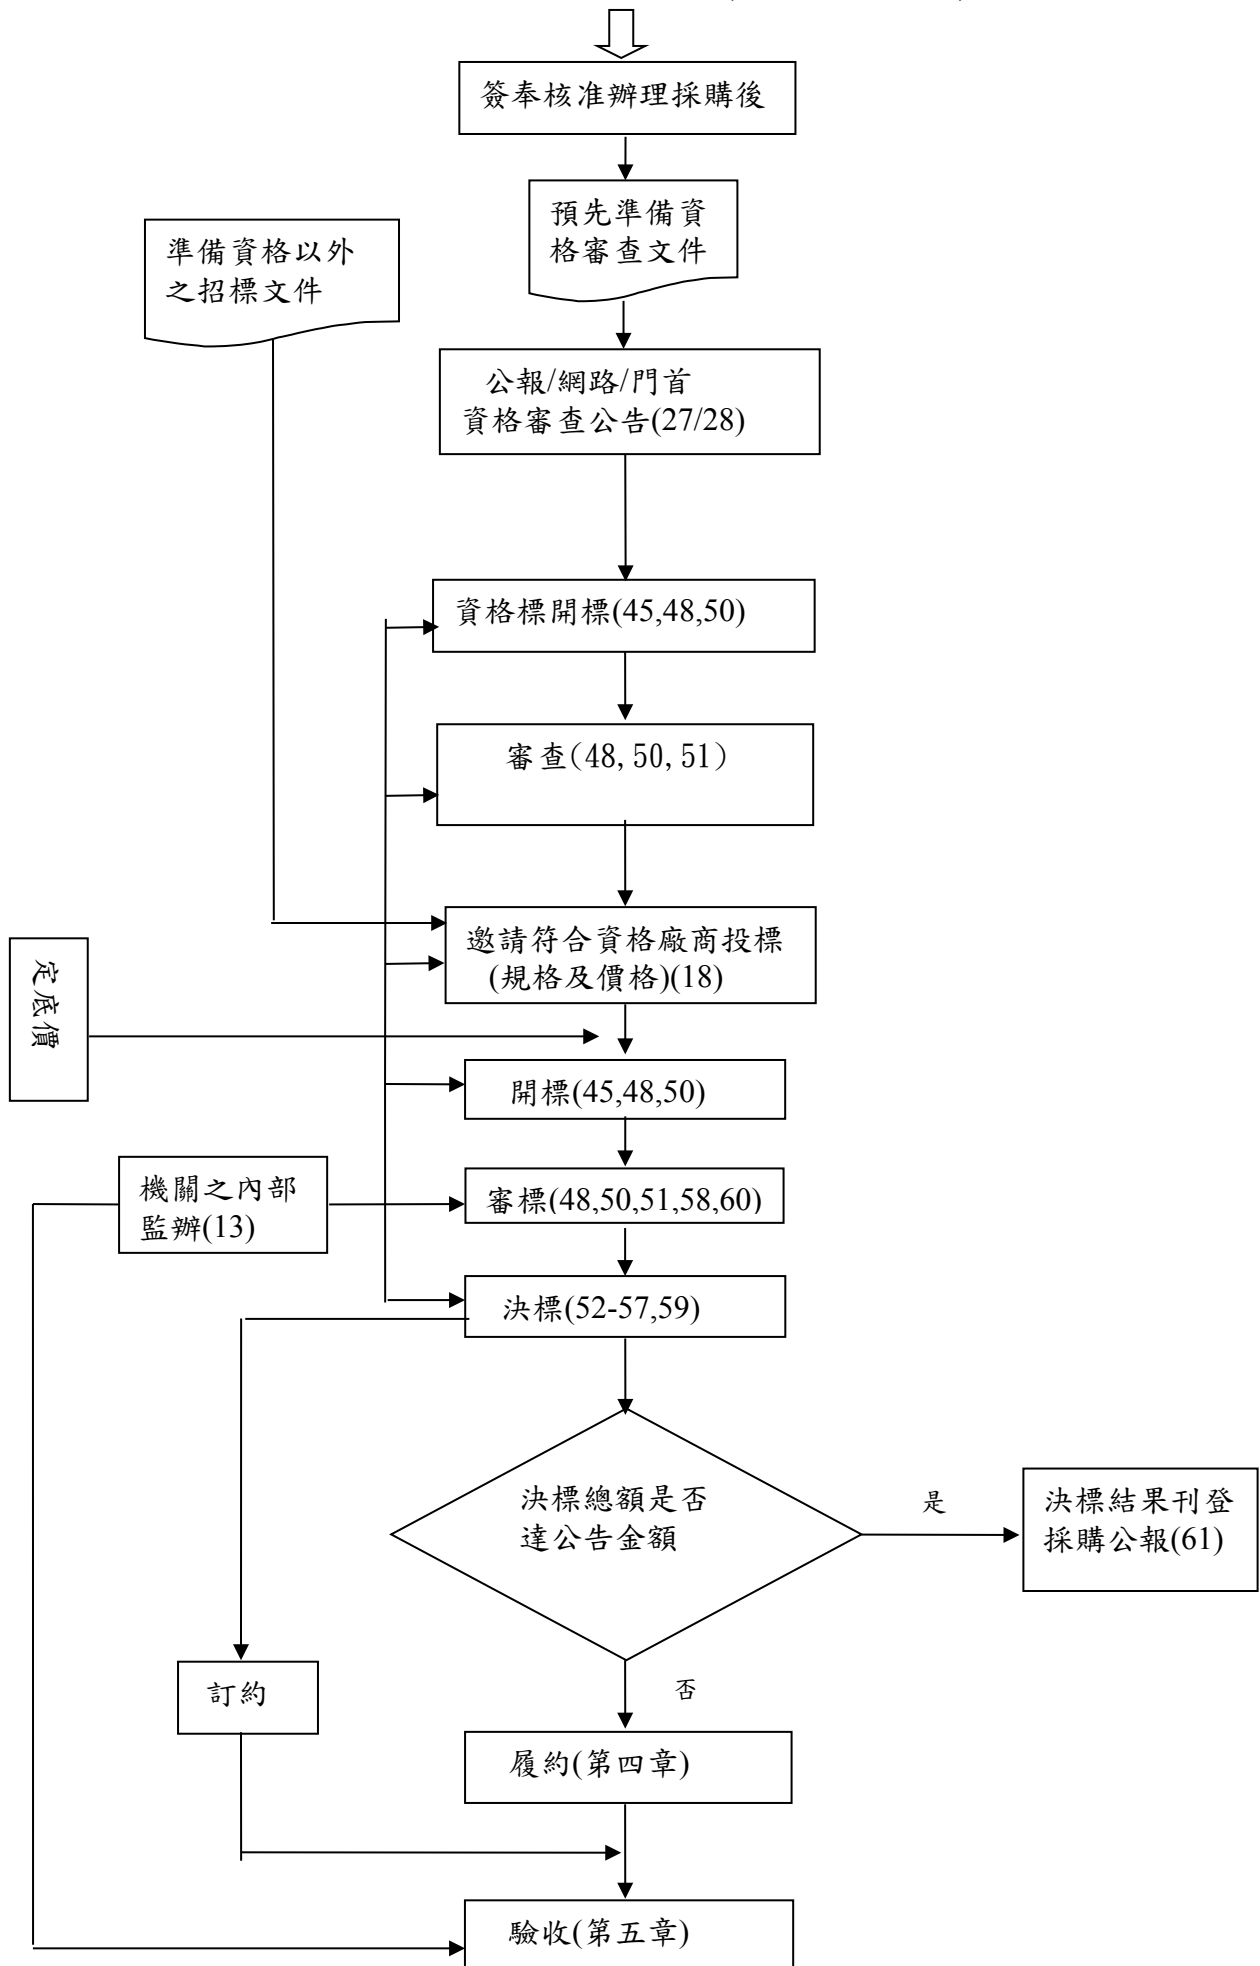 簽奉核准辦理採購後
預先準備資
格審查文件
準備資格以外
之招標文件
公報/網路/門首
資格審查公告(27/28)
資格標開標(45,48,50)
審查(48,50,51)
邀請符合資格廠商投標
(規格及價格)(18)
定底價
開標(45,48,50)
機關之內部
監辦(13)
審標(48,50,51,58,60)
決標(52-57,59)
決標總額是否
達公告金額
是
決標結果刊登
採購公報(61)
訂約
否
履約(第四章)
驗收(第五章)